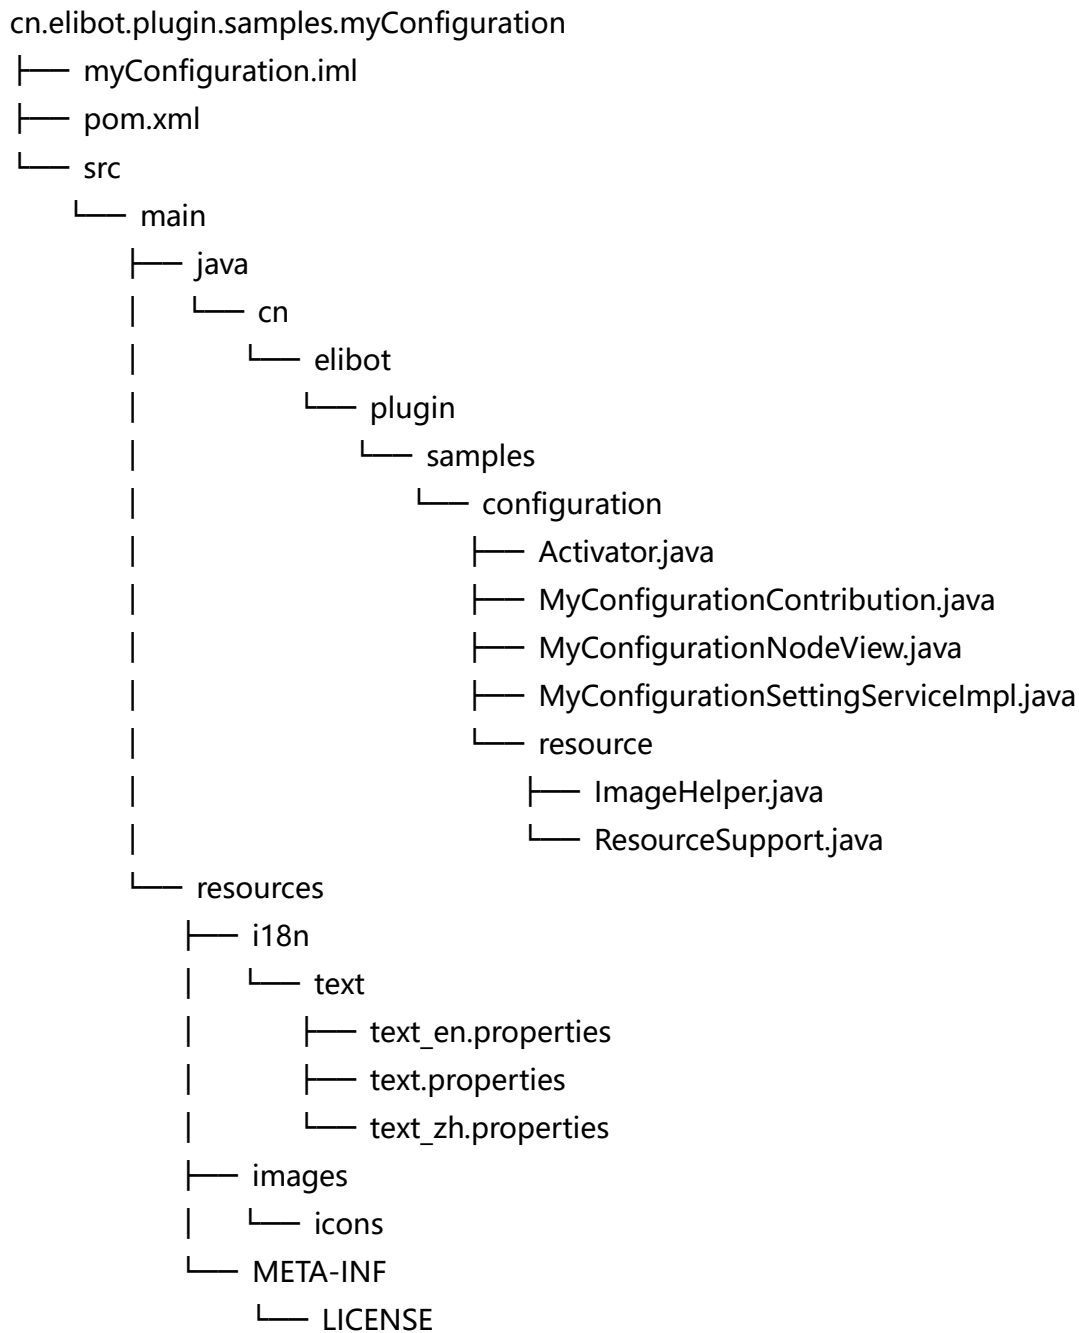 cn.elibot.plugin.samples.myConfiguration
├── myConfiguration.iml
├── pom.xml
└── src
    └── main
        ├── java
        │   └── cn
        │       └── elibot
        │           └── plugin
        │               └── samples
        │                   └── configuration
        │                       ├── Activator.java
        │                       ├── MyConfigurationContribution.java
        │                       ├── MyConfigurationNodeView.java
        │                       ├── MyConfigurationSettingServiceImpl.java
        │                       └── resource
        │                           ├── ImageHelper.java
        │                           └── ResourceSupport.java
        └── resources
            ├── i18n
            │   └── text
            │       ├── text_en.properties
            │       ├── text.properties
            │       └── text_zh.properties
            ├── images
            │   └── icons
            └── META-INF
                └── LICENSE